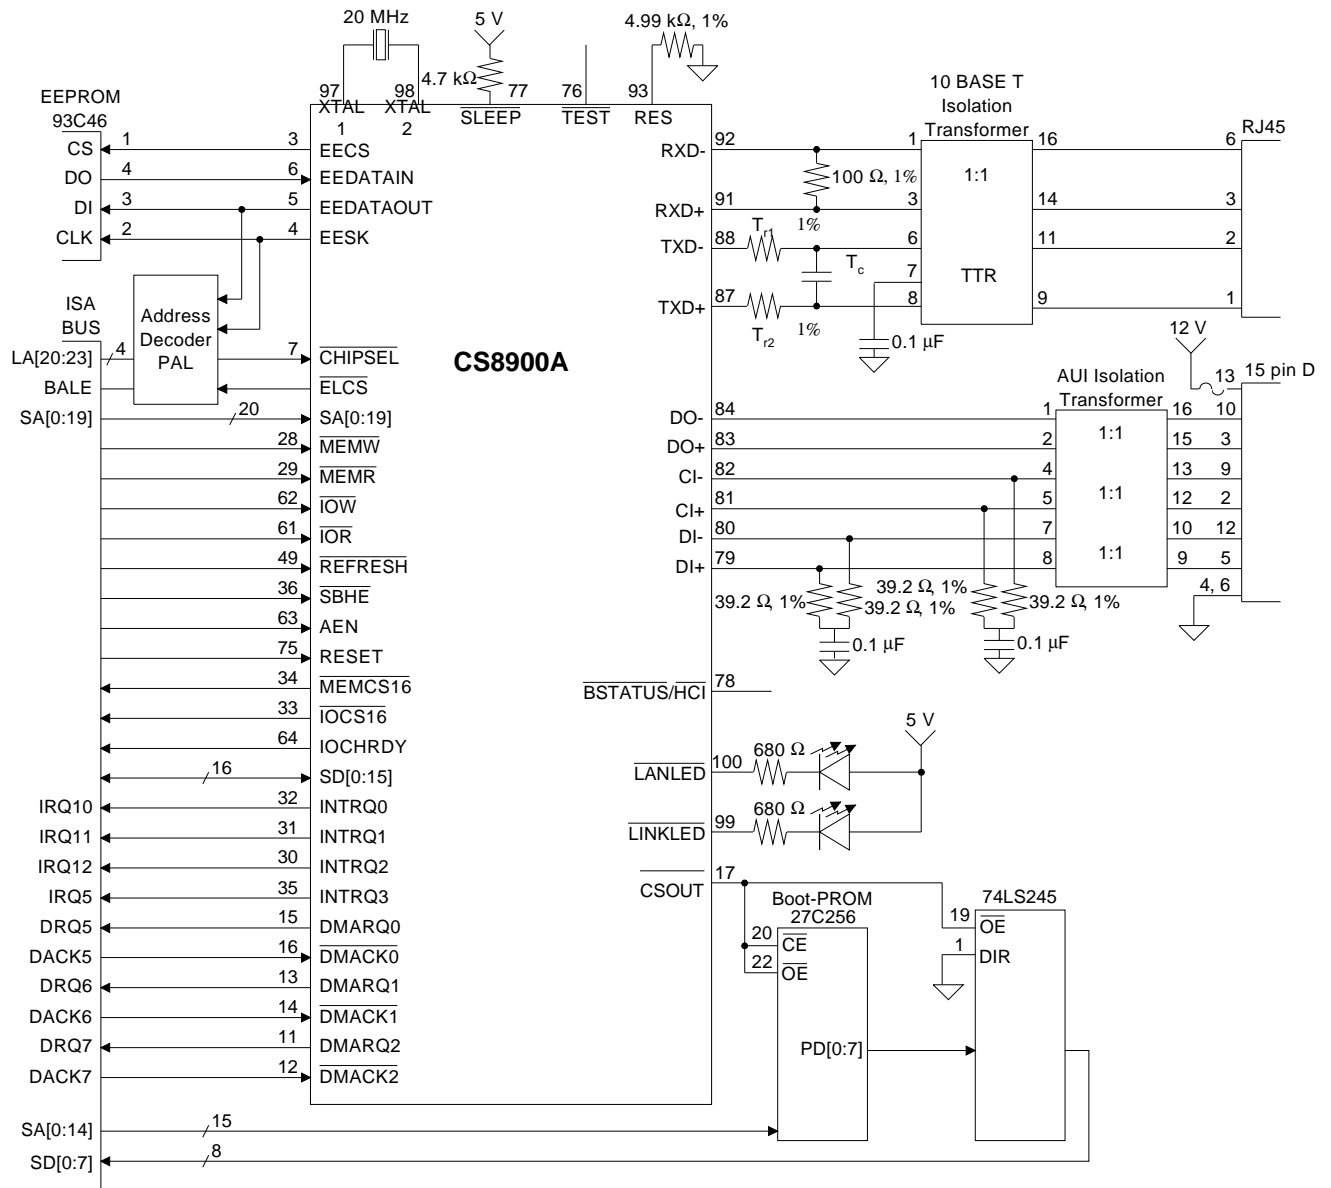 20 MHz
5 V
4.99 kΩ, 1%
4.7 kΩ
97
98
77
76
93
XTAL
1
XTAL
2
SLEEP
TEST
RES
EEPROM
93C46
CS 1 3 EECS
DO 4 6 EEDATAIN
DI 3 5 EEDATAOUT
CLK 2 4 EESK
ISA
BUS
Address
Decoder
PAL
LA[20:23] 4 7 CHIPSEL
BALE ELCS
SA[0:19] 20 SA[0:19]
28 MEMW
29 MEMR
62 IOW
61 IOR
49 REFRESH
36 SBHE
63 AEN
75 RESET
34 MEMCS16
33 IOCS16
64 IOCHRDY
16 SD[0:15]
IRQ10 32 INTRQ0
IRQ11 31 INTRQ1
IRQ12 30 INTRQ2
IRQ5 35 INTRQ3
DRQ5 15 DMARQ0
DACK5 16 DMACK0
DRQ6 13 DMARQ1
DACK6 14 DMACK1
DRQ7 11 DMARQ2
DACK7 12 DMACK2
SA[0:14] 15
SD[0:7] 8
CS8900A
10 BASE T
Isolation
Transformer
RJ45
RXD- 92 1 16 6
100 Ω, 1%
1:1
RXD+ 91 3 14 3
Tr1 1%
TXD- 88 6 11 2
Tc 7 TTR
TXD+ 87 8 9 1
Tr2 1%
0.1 µF
12 V
13 15 pin D
AUI Isolation
Transformer
DO- 84 1 16 10
1:1
DO+ 83 2 15 3
CI- 82 4 13 9
1:1
CI+ 81 5 12 2
DI- 80 7 10 12
1:1
DI+ 79 8 9 5
4, 6
39.2 Ω, 1%
39.2 Ω, 1%
39.2 Ω, 1%
39.2 Ω, 1%
0.1 µF
0.1 µF
BSTATUS/HCI 78
5 V
LANLED 100 680 Ω
LINKLED 99 680 Ω
CSOUT 17
Boot-PROM
27C256
20 CE
22 OE
PD[0:7]
74LS245
19 OE
1 DIR